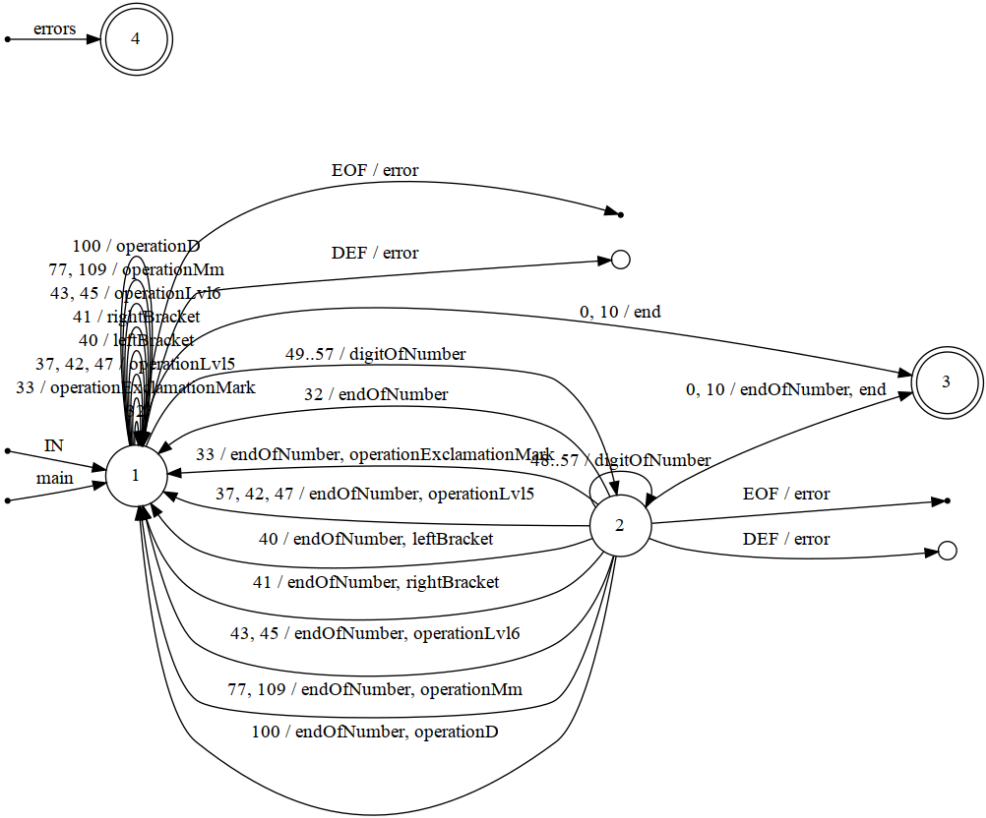 errors
4
EOF / error
100 / operationD
DEF / error
77, 109 / operationMm
43, 45 / operationLvl6
41 / rightBracket
0, 10 / end
40 / leftBracket
49..57 / digitOfNumber
37, 42, 47 / operationLvl5
3
33 / operationExclamationMark
32 / endOfNumber
0, 10 / endOfNumber, end
32
IN
33 / endOfNumber, operationExclamationMark
48..57 / digitOfNumber
1
main
37, 42, 47 / endOfNumber, operationLvl5
EOF / error
2
40 / endOfNumber, leftBracket
DEF / error
41 / endOfNumber, rightBracket
43, 45 / endOfNumber, operationLvl6
77, 109 / endOfNumber, operationMm
100 / endOfNumber, operationD